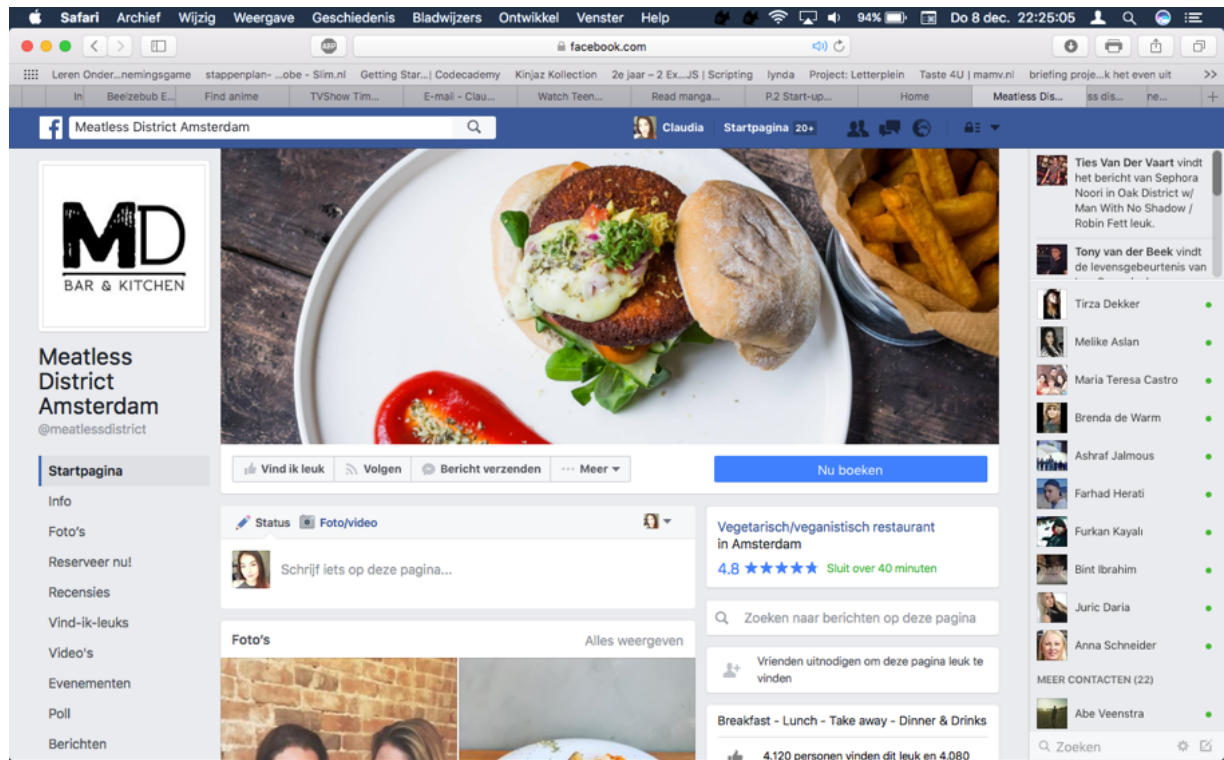 Safari Archief Wijzig Weergave Geschiedenis Bladwijzers Ontwikkel Venster Help 94% Do 8 dec. 22:25:05
ABP facebook.com
Leren Onder...nemingsgame stappenplan- ...obe - Slim.nl Getting Star...| Codecademy Kinjaz Kollection 2e jaar – 2 Ex...JS | Scripting lynda Project: Letterplein Taste 4U | mamv.nl briefing proje...k het even uit >>
In Beelzebub E... Find anime TVShow Tim... E-mail - Clau... Watch Teen... Read manga... P.2 Start-up... Home Meatless Dis... ss dis... ne... +
f Meatless District Amsterdam Claudia Startpagina 20+
MD
BAR & KITCHEN
Meatless
District
Amsterdam
@meatlessdistrict
Startpagina
Info
Foto's
Reserveer nu!
Recensies
Vind-ik-leuks
Video's
Evenementen
Poll
Berichten
Vind ik leuk Volgen Bericht verzenden ··· Meer
Nu boeken
Status Foto/video
Schrijf iets op deze pagina...
Foto's Alles weergeven
Vegetarisch/veganistisch restaurant
in Amsterdam
4.8 ★★★★★ Sluit over 40 minuten
Zoeken naar berichten op deze pagina
Vrienden uitnodigen om deze pagina leuk te
vinden
Breakfast - Lunch - Take away - Dinner & Drinks
4.120 personen vinden dit leuk en 4.080
Ties Van Der Vaart vindt
het bericht van Sephora
Noori in Oak District w/
Man With No Shadow /
Robin Fett leuk.
Tony van der Beek vindt
de levensgebeurtenis van
Tirza Dekker
Melike Aslan
Maria Teresa Castro
Brenda de Warm
Ashraf Jalmous
Farhad Herati
Furkan Kayalı
Bint Ibrahim
Juric Daria
Anna Schneider
MEER CONTACTEN (22)
Abe Veenstra
Zoeken